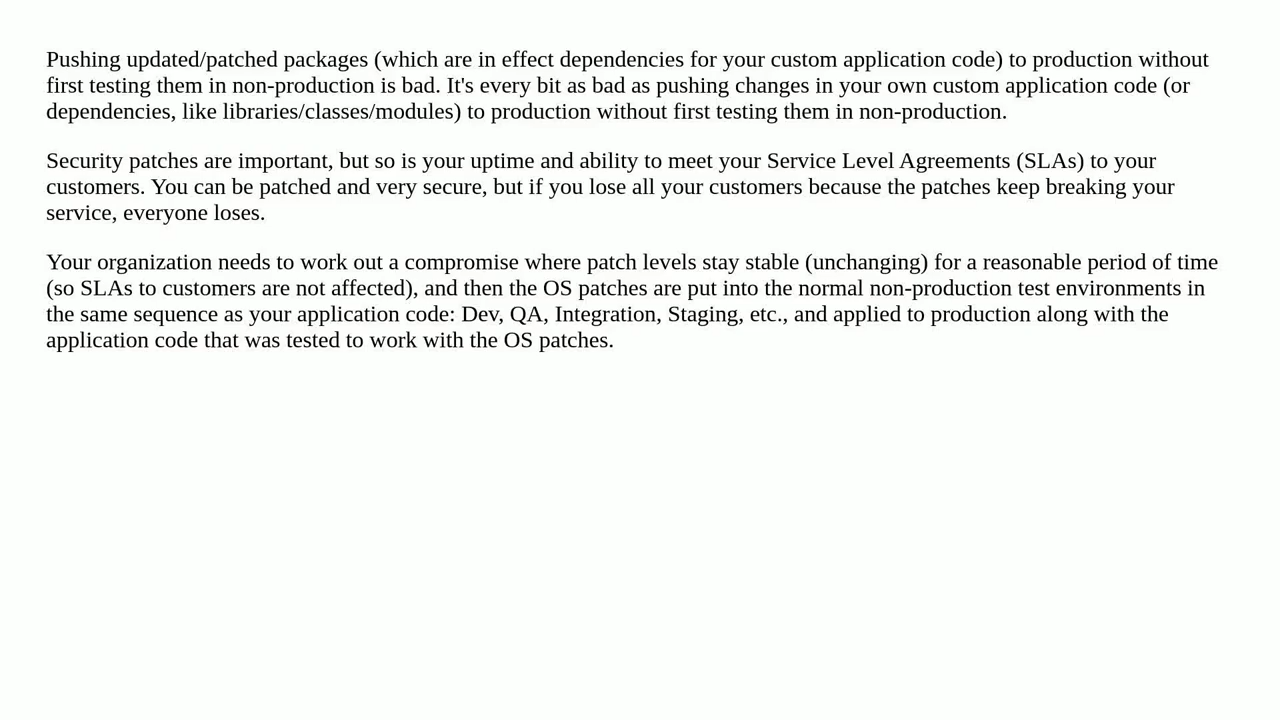 Pushing updated/patched packages (which are in effect dependencies for your custom application code) to production without
first testing them in non-production is bad. It's every bit as bad as pushing changes in your own custom application code (or
dependencies, like libraries/classes/modules) to production without first testing them in non-production.
Security patches are important, but so is your uptime and ability to meet your Service Level Agreements (SLAs) to your
customers. You can be patched and very secure, but if you lose all your customers because the patches keep breaking your
service, everyone loses.
Your organization needs to work out a compromise where patch levels stay stable (unchanging) for a reasonable period of time
(so SLAs to customers are not affected), and then the OS patches are put into the normal non-production test environments in
the same sequence as your application code: Dev, QA, Integration, Staging, etc., and applied to production along with the
application code that was tested to work with the OS patches.